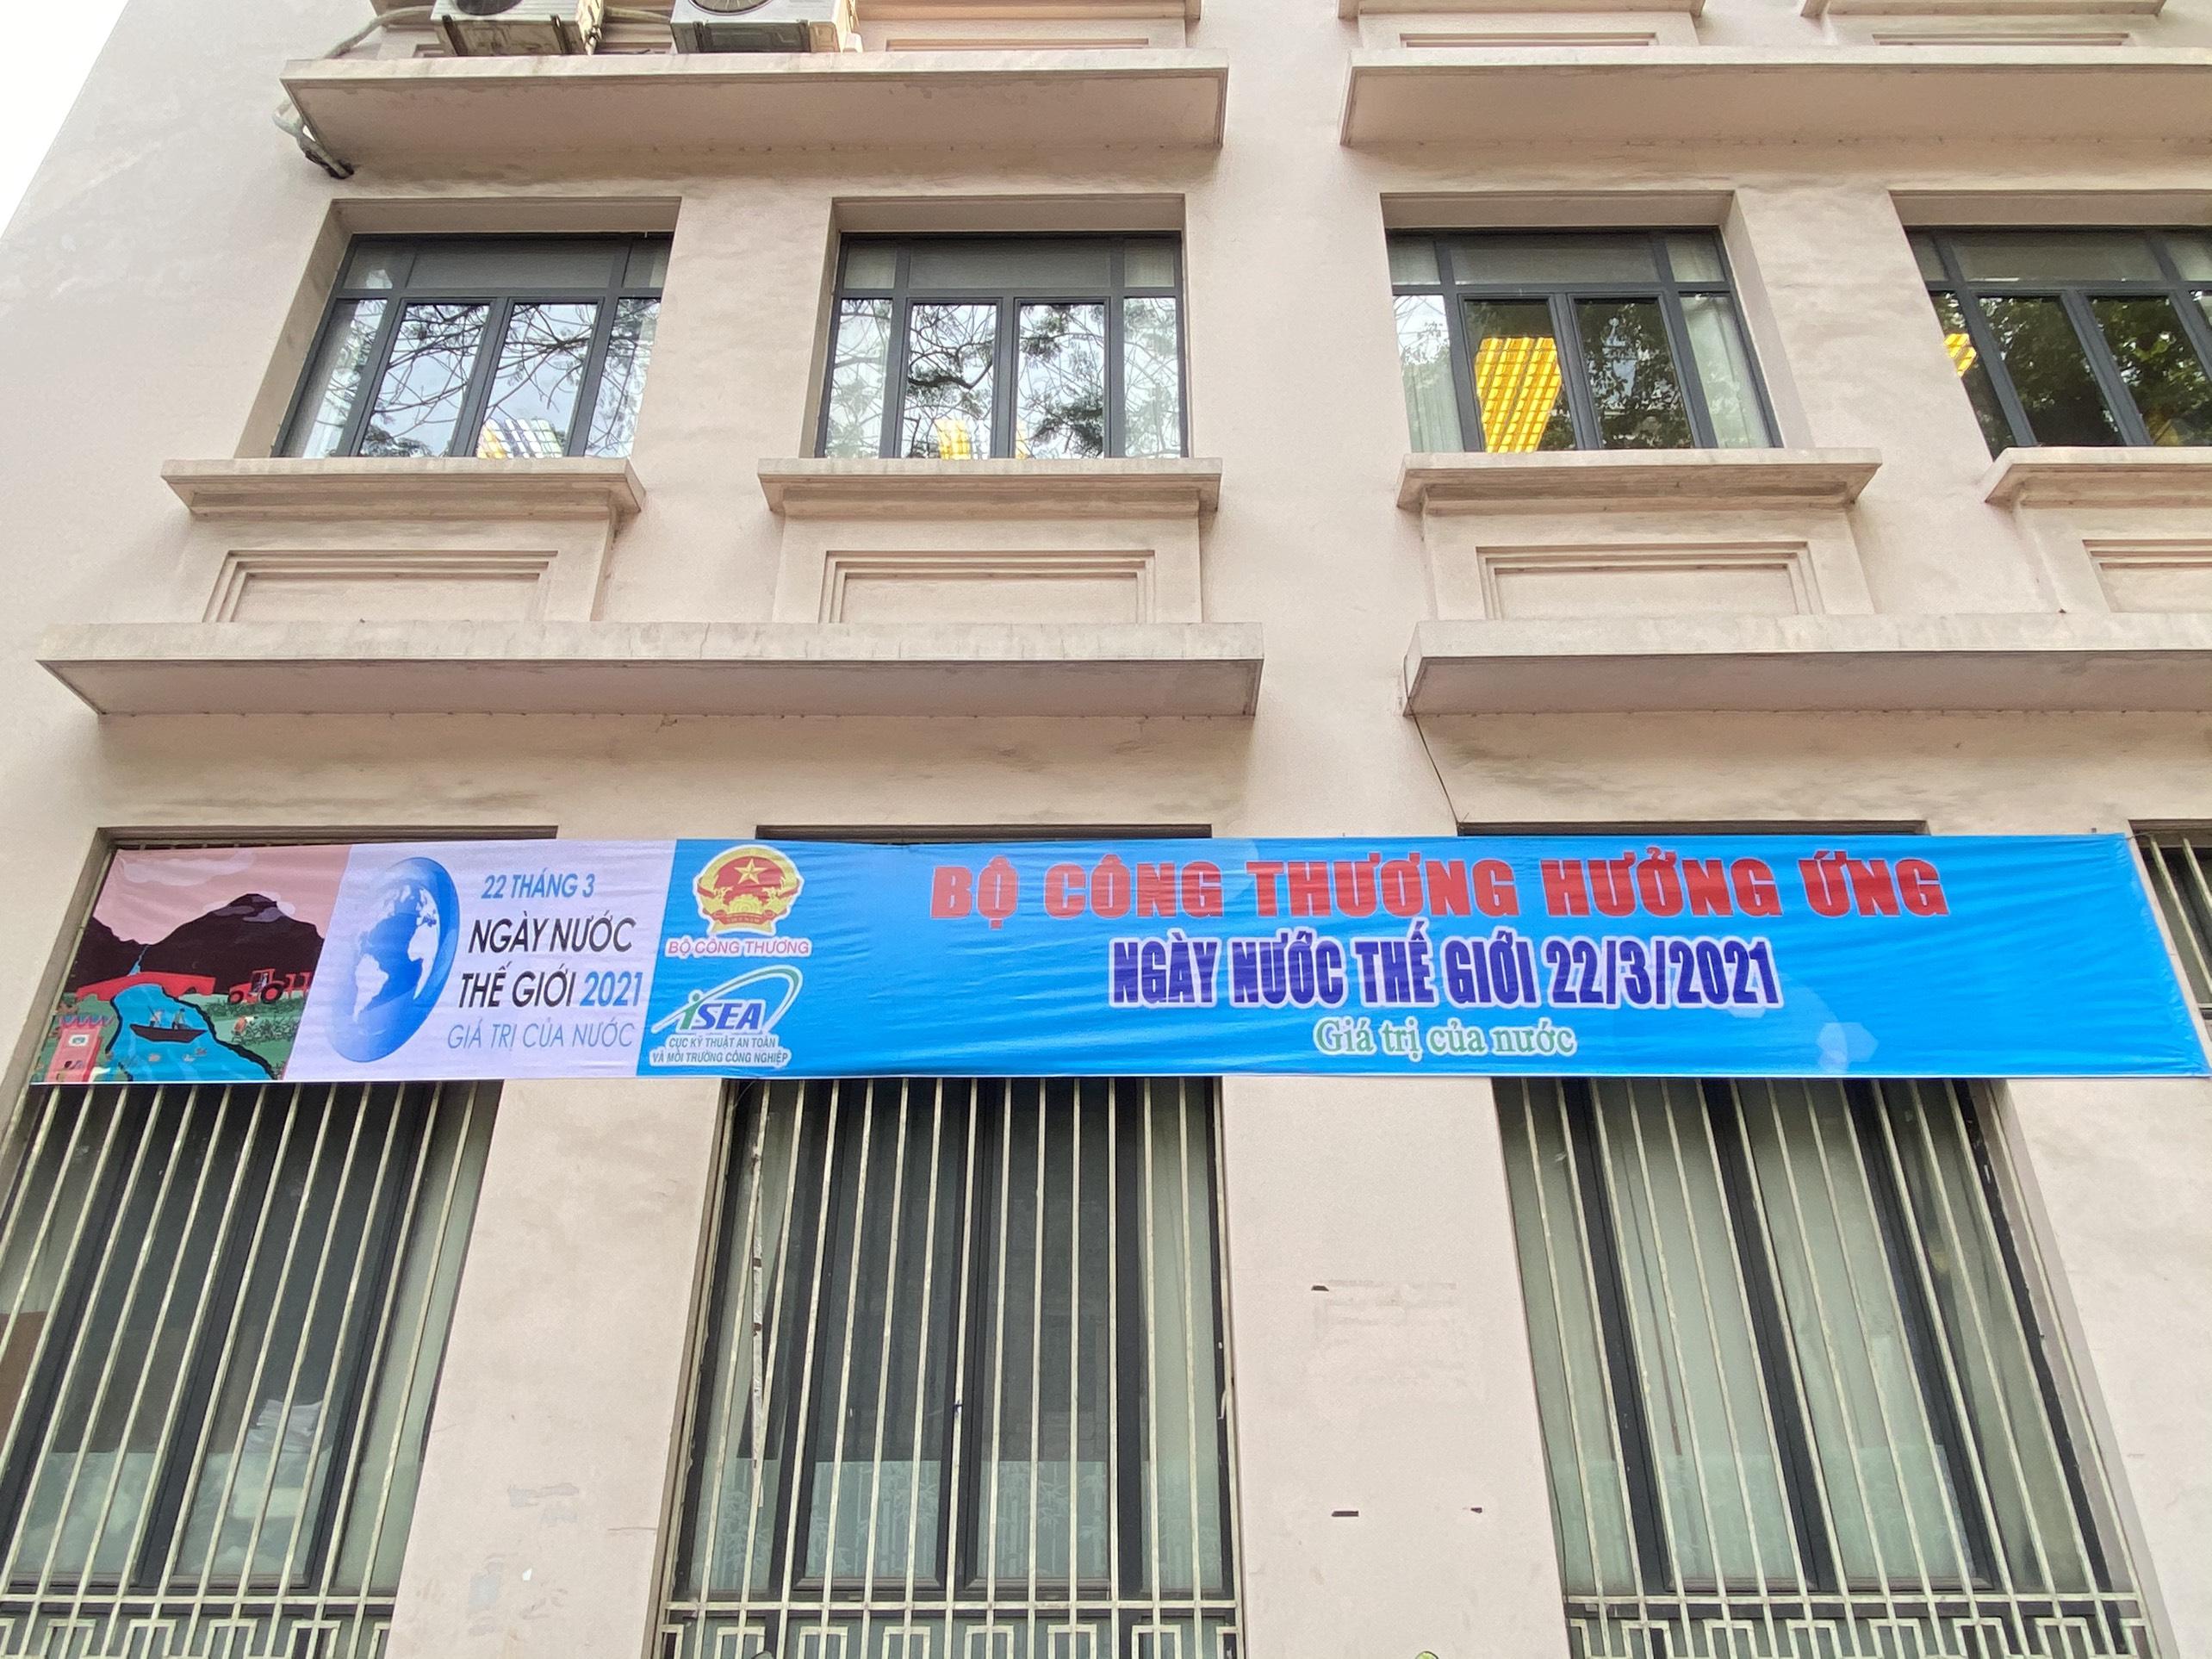 22 THÁNG 3
NGÀY NƯỚC
THẾ GIỚI 2021
GIÁ TRỊ CỦA NƯỚC
BỘ CÔNG THƯƠNG
iSEA
CỤC KỸ THUẬT AN TOÀN
VÀ MÔI TRƯỜNG CÔNG NGHIỆP
BỘ CÔNG THƯƠNG HƯỞNG ỨNG
NGÀY NƯỚC THẾ GIỚI 22/3/2021
Giá trị của nước